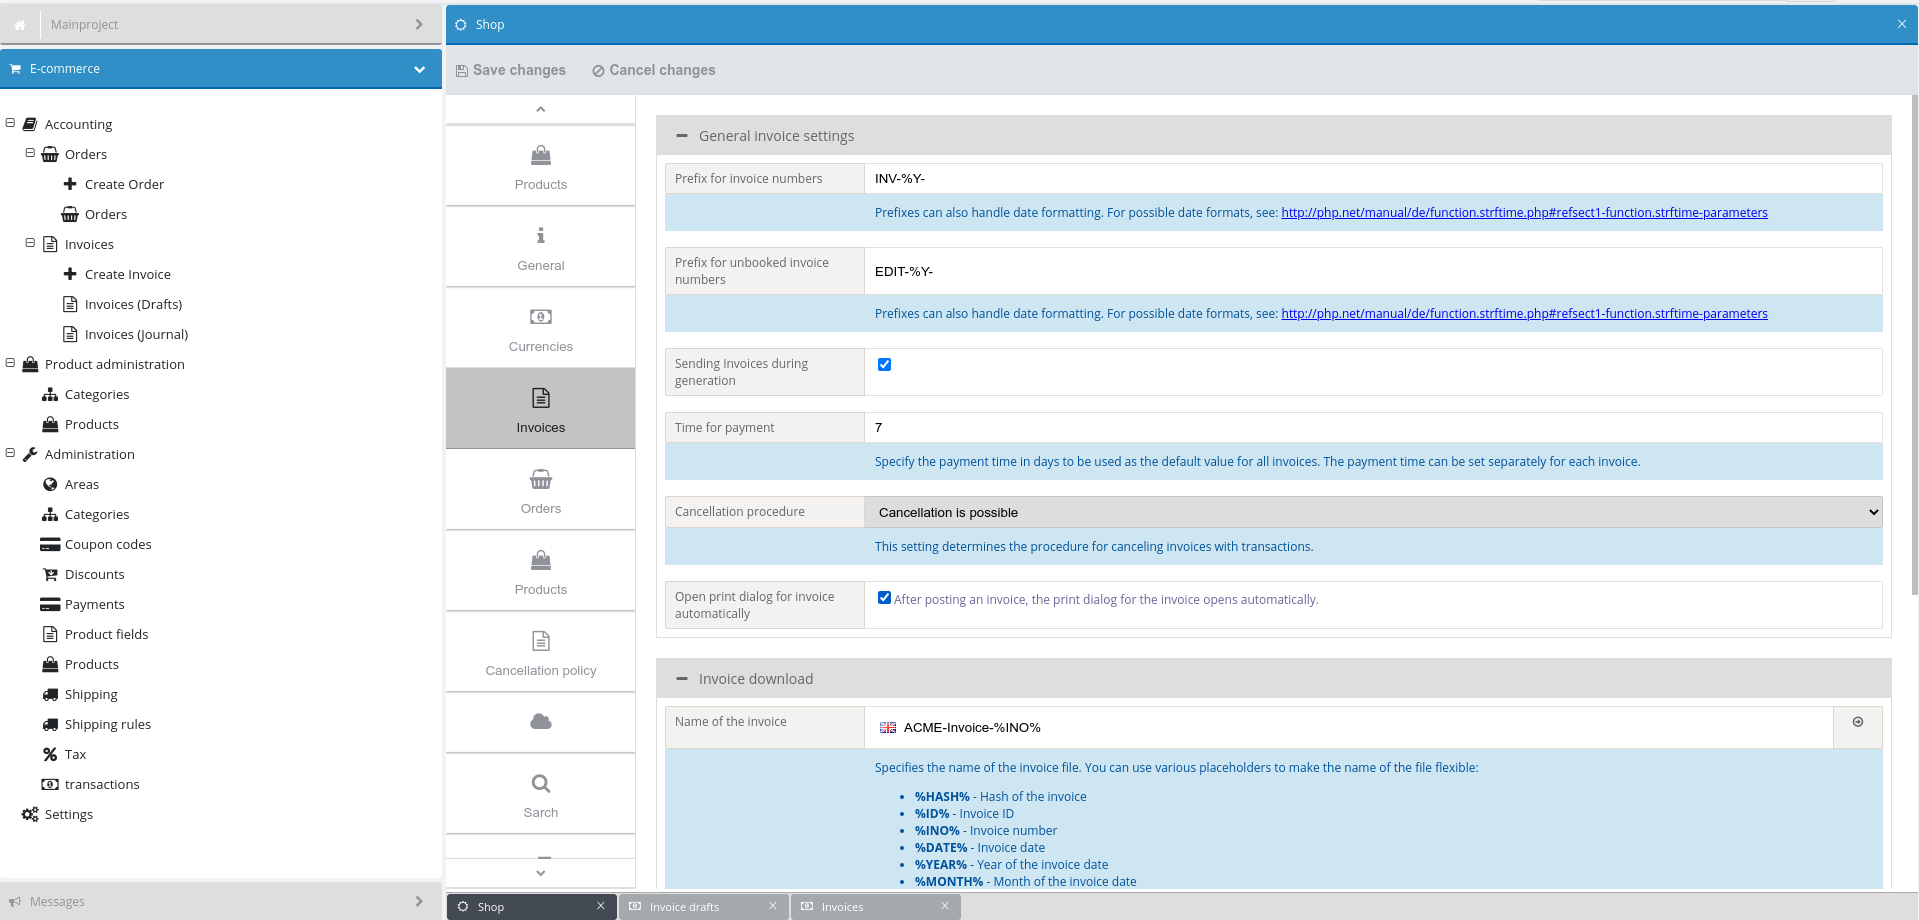 Mainproject
E-commerce
Accounting
Orders
Create Order
Orders
Invoices
Create Invoice
Invoices (Drafts)
Invoices (Journal)
Product administration
Categories
Products
Administration
Areas
Categories
Coupon codes
Discounts
Payments
Product fields
Products
Shipping
Shipping rules
Tax
transactions
Settings
Messages
Shop
Save changes
Cancel changes
Products
General
Currencies
Invoices
Orders
Products
Cancellation policy
Sarch
General invoice settings
Prefix for invoice numbers
INV-%Y-
Prefixes can also handle date formatting. For possible date formats, see: http://php.net/manual/de/function.strftime.php#refsect1-function.strftime-parameters
Prefix for unbooked invoice
numbers
EDIT-%Y-
Prefixes can also handle date formatting. For possible date formats, see: http://php.net/manual/de/function.strftime.php#refsect1-function.strftime-parameters
Sending Invoices during
generation
Time for payment
7
Specify the payment time in days to be used as the default value for all invoices. The payment time can be set separately for each invoice.
Cancellation procedure
Cancellation is possible
This setting determines the procedure for canceling invoices with transactions.
Open print dialog for invoice
automatically
After posting an invoice, the print dialog for the invoice opens automatically.
Invoice download
Name of the invoice
ACME-Invoice-%INO%
Specifies the name of the invoice file. You can use various placeholders to make the name of the file flexible:
%HASH% - Hash of the invoice
%ID% - Invoice ID
%INO% - Invoice number
%DATE% - Invoice date
%YEAR% - Year of the invoice date
%MONTH% - Month of the invoice date
Shop
Invoice drafts
Invoices